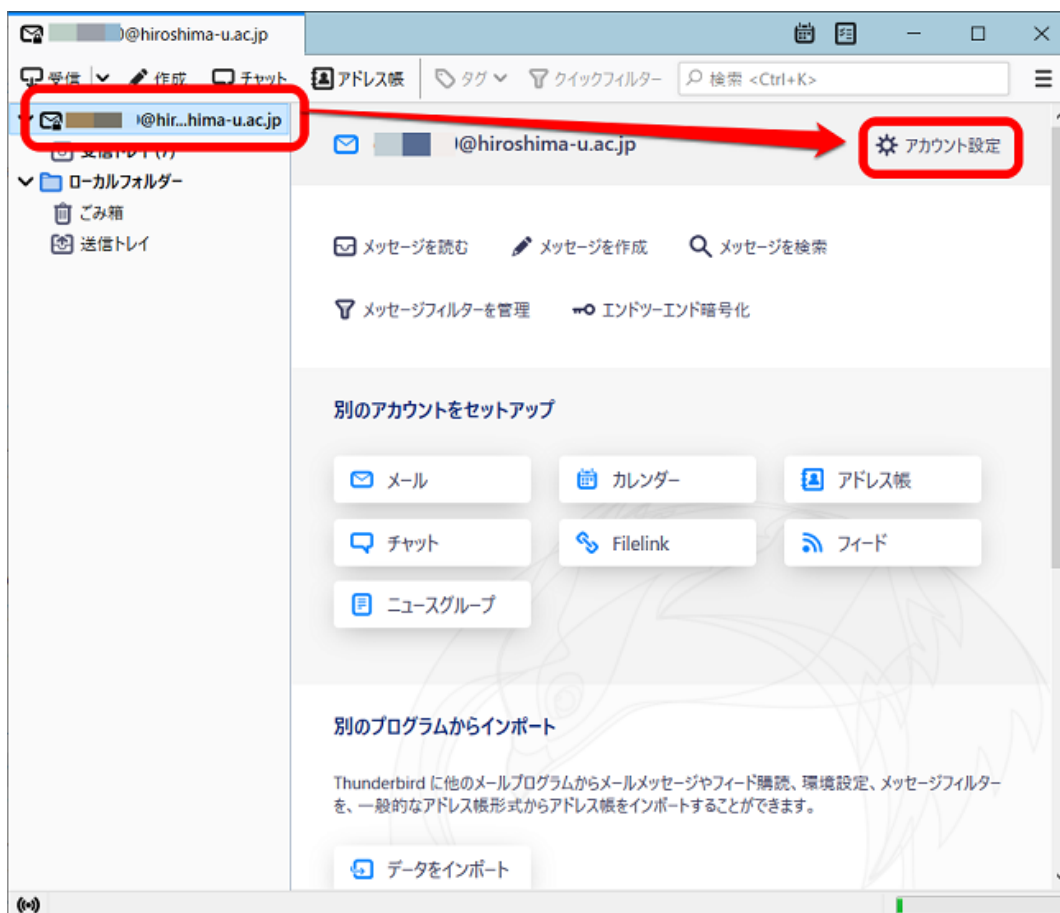 @hiroshima-u.ac.jp
受信 作成 チャット アドレス帳 タグ クイックフィルター 検索 <Ctrl+K>
@hir...hima-u.ac.jp
受信トレイ (7)
ローカルフォルダー
ごみ箱
送信トレイ
@hiroshima-u.ac.jp アカウント設定
メッセージを読む メッセージを作成 メッセージを検索
メッセージフィルターを管理 エンドツーエンド暗号化
別のアカウントをセットアップ
メール カレンダー アドレス帳
チャット Filelink フィード
ニュースグループ
別のプログラムからインポート
Thunderbird に他のメールプログラムからメールメッセージやフィード購読、環境設定、メッセージフィルター
を、一般的なアドレス帳形式からアドレス帳をインポートすることができます。
データをインポート